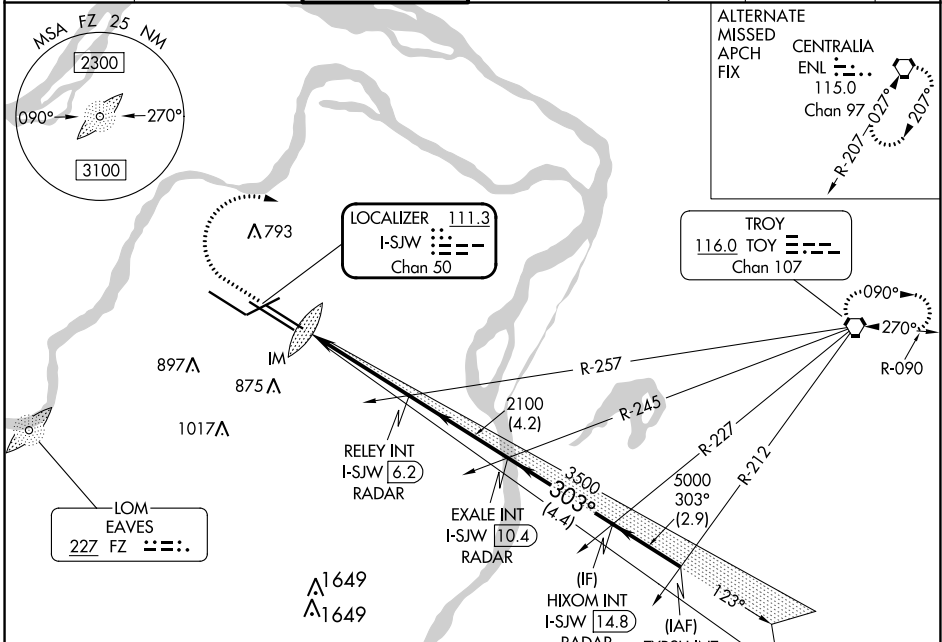 MSA FZ 25 NM
2300
090°
270°
3100
ALTERNATE
MISSED
APCH
FIX
CENTRALIA
ENL
115.0
Chan 97
R-207
027°
207°
793
LOCALIZER 111.3
I-SJW
Chan 50
TROY
116.0 TOY
Chan 107
090°
270°
R-090
IM
897
875
1017
R-257
R-245
R-227
R-212
2100
(4.2)
RELEY INT
I-SJW 6.2
RADAR
3500
303°
(4.4)
5000
303°
(2.9)
EXALE INT
I-SJW 10.4
RADAR
LOM
EAVES
227 FZ
1649
1649
(IF)
HIXOM INT
I-SJW 14.8
RADAR
(IAF)
INT
123°